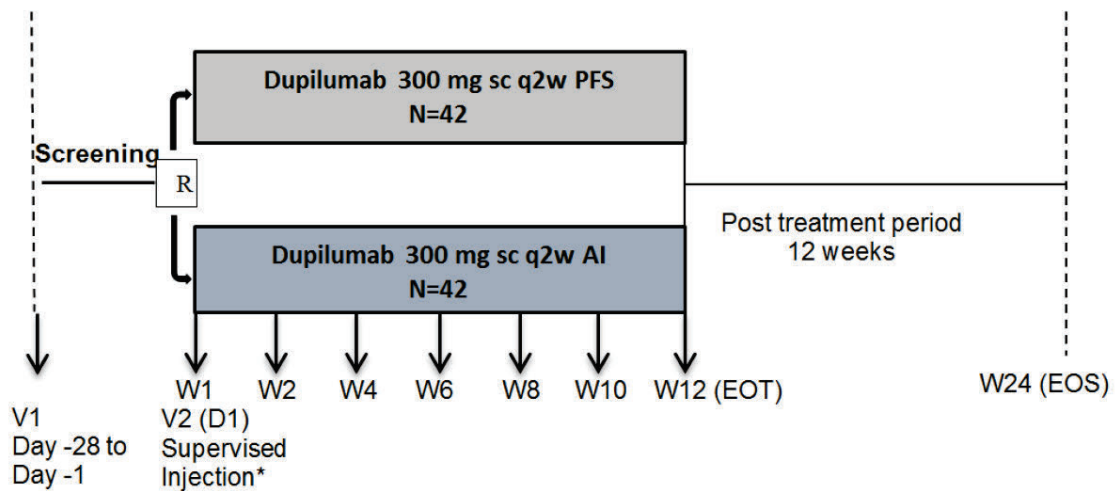 Dupilumab 300 mg sc q2w PFS
N=42
Screening
R
Dupilumab 300 mg sc q2w AI
N=42
Post treatment period
12 weeks
W1
W2
W4
W6
W8
W10
W12 (EOT)
W24 (EOS)
V1
Day -28 to
Day -1
V2 (D1)
Supervised
Injection*